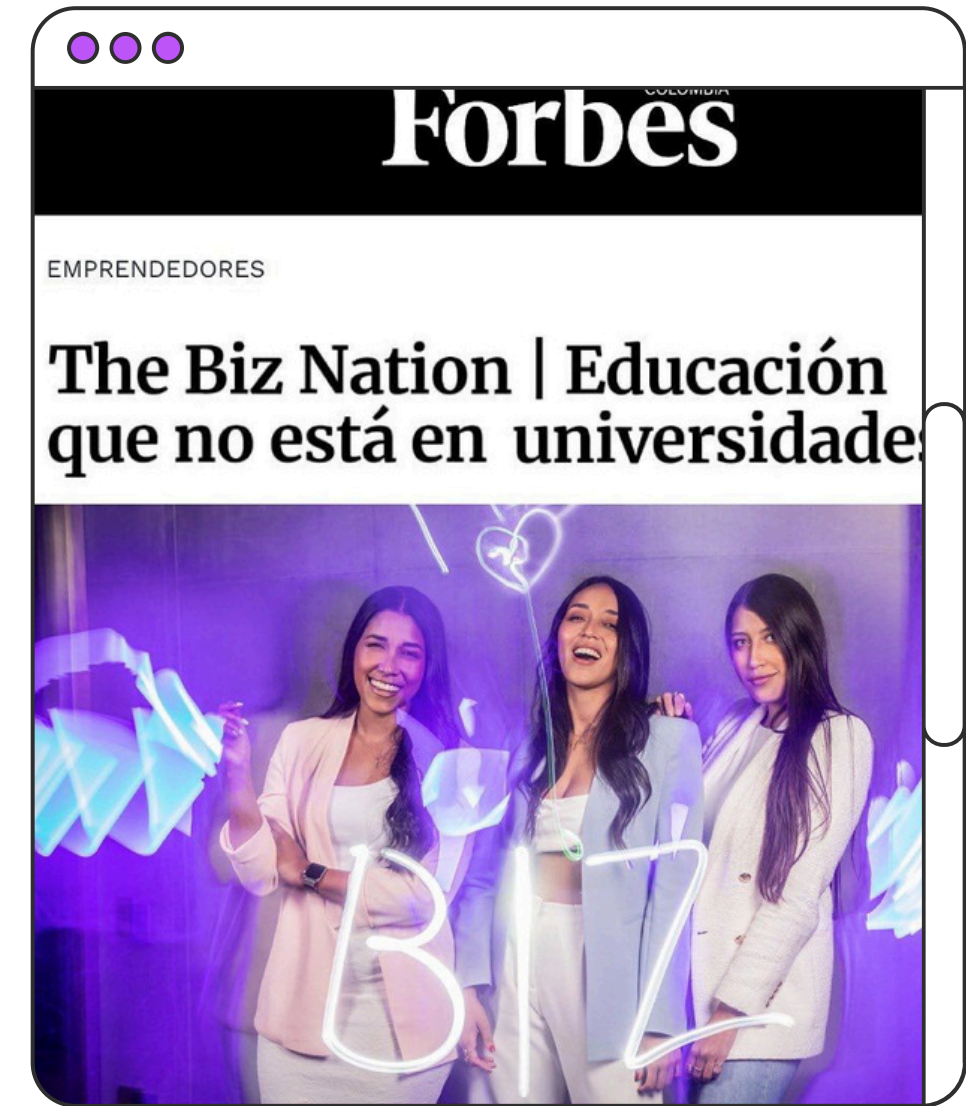 COLOMBIA
Forbes
EMPRENDEDORES
The Biz Nation | Educación
que no está en universidades
BIZ